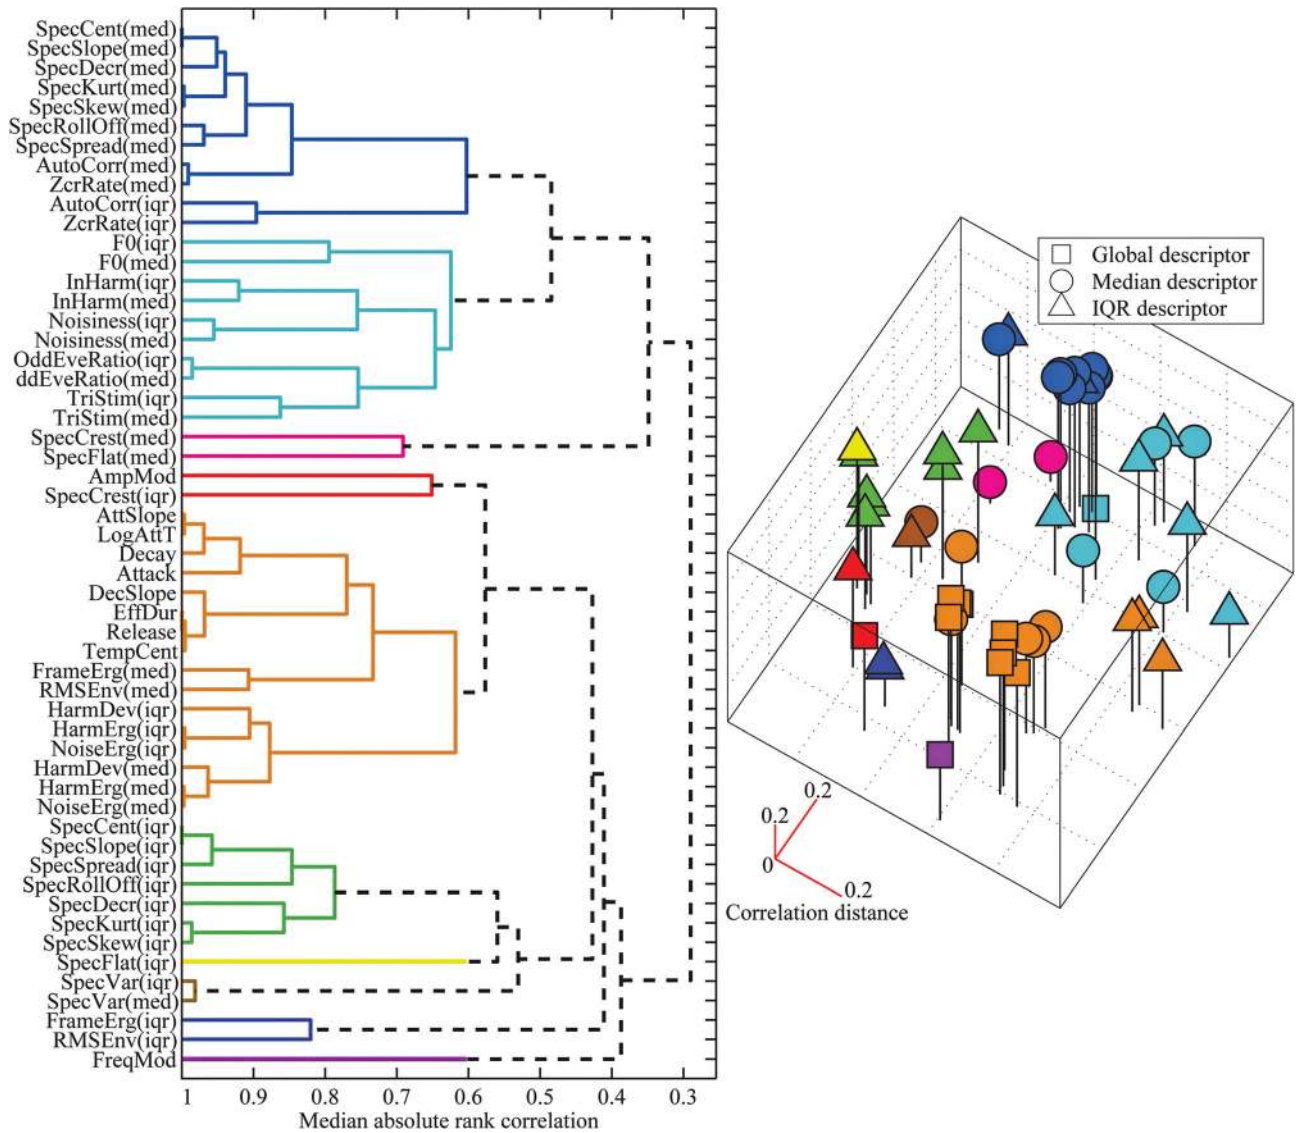 SpecCent(med)
SpecSlope(med)
SpecDecr(med)
SpecKurt(med)
SpecSkew(med)
SpecRollOff(med)
SpecSpread(med)
AutoCorr(med)
ZcrRate(med)
AutoCorr(iqr)
ZcrRate(iqr)
F0(iqr)
F0(med)
InHarm(iqr)
InHarm(med)
Noisiness(iqr)
Noisiness(med)
OddEveRatio(iqr)
ddEveRatio(med)
TriStim(iqr)
TriStim(med)
SpecCrest(med)
SpecFlat(med)
AmpMod
SpecCrest(iqr)
AttSlope
LogAttT
Decay
Attack
DecSlope
EffDur
Release
TempCent
FrameErg(med)
RMSEnv(med)
HarmDev(iqr)
HarmErg(iqr)
NoiseErg(iqr)
HarmDev(med)
HarmErg(med)
NoiseErg(med)
SpecCent(iqr)
SpecSlope(iqr)
SpecSpread(iqr)
SpecRollOff(iqr)
SpecDecr(iqr)
SpecKurt(iqr)
SpecSkew(iqr)
SpecFlat(iqr)
SpecVar(iqr)
SpecVar(med)
FrameErg(iqr)
RMSEnv(iqr)
FreqMod
1 0.9 0.8 0.7 0.6 0.5 0.4 0.3
Median absolute rank correlation
Global descriptor
Median descriptor
IQR descriptor
0.2
0.2
0
0.2
Correlation distance